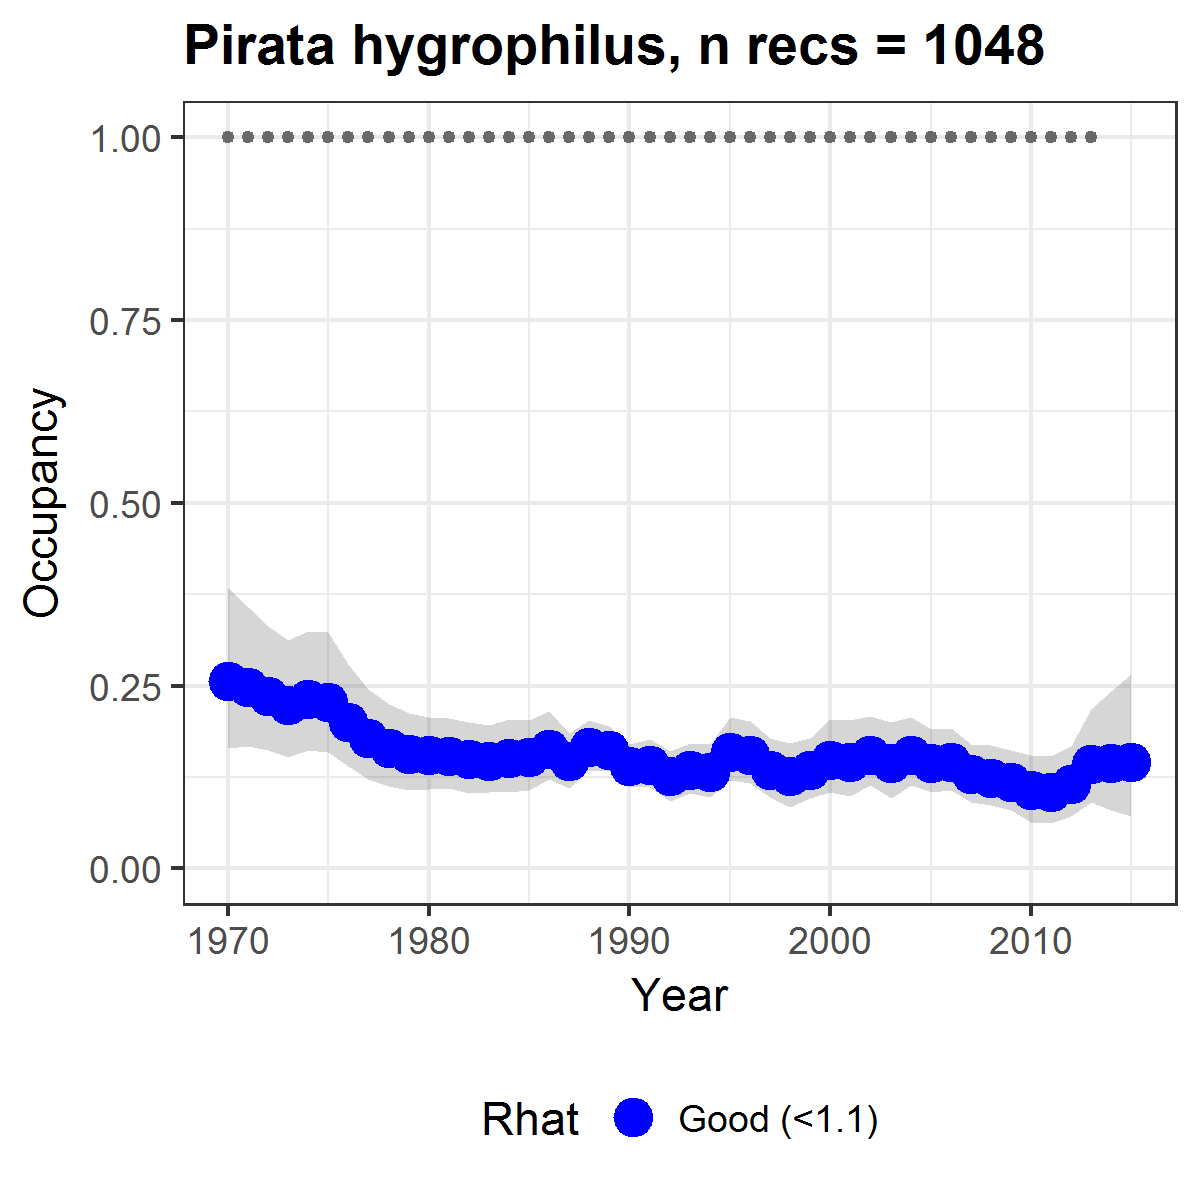 Pirata hygrophilus, n recs = 1048
1.00
0.75
0.50
0.25
0.00
Occupancy
1970 1980 1990 2000 2010
Year
Rhat Good (<1.1)